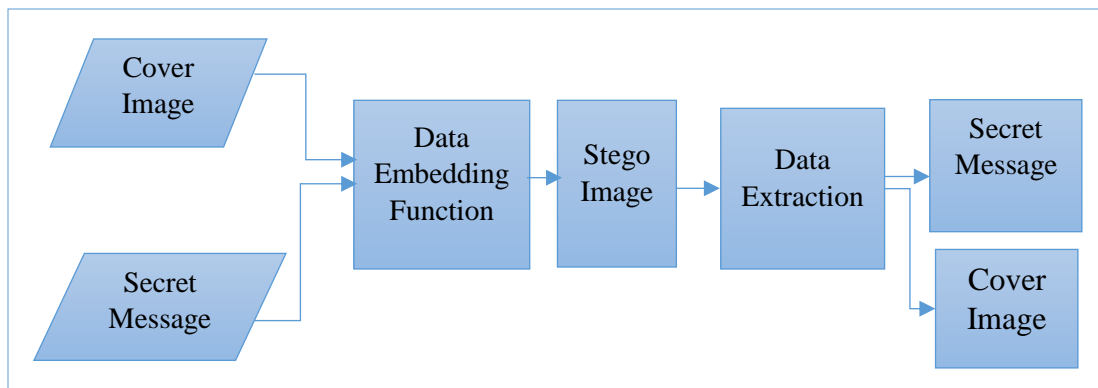 Cover
Image
Secret
Message
Data
Embedding
Function
Stego
Image
Data
Extraction
Secret
Message
Cover
Image